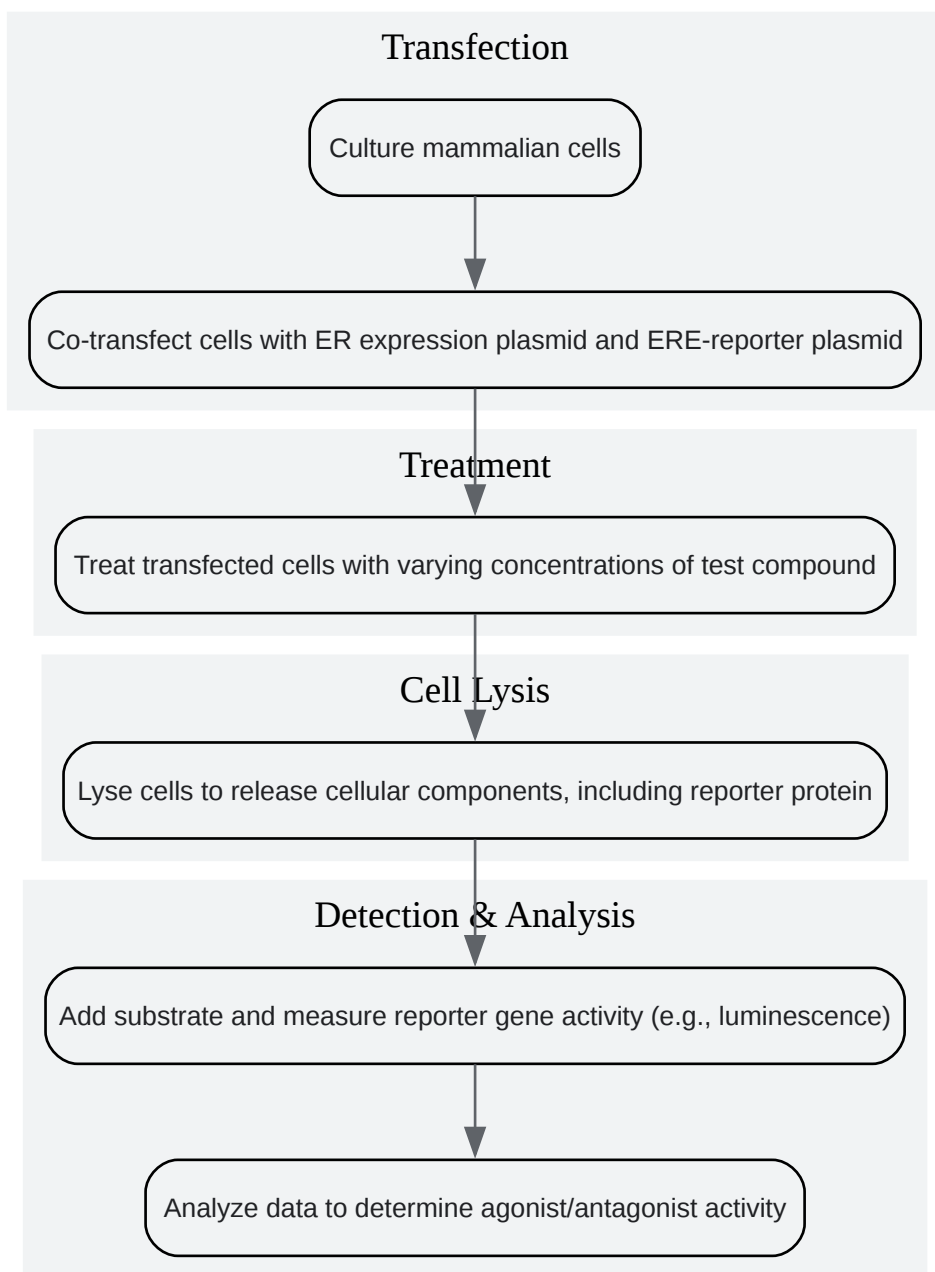 Transfection
Culture mammalian cells
Co-transfect cells with ER expression plasmid and ERE-reporter plasmid
Treatment
Treat transfected cells with varying concentrations of test compound
Cell Lysis
Lyse cells to release cellular components, including reporter protein
Detection & Analysis
Add substrate and measure reporter gene activity (e.g., luminescence)
Analyze data to determine agonist/antagonist activity